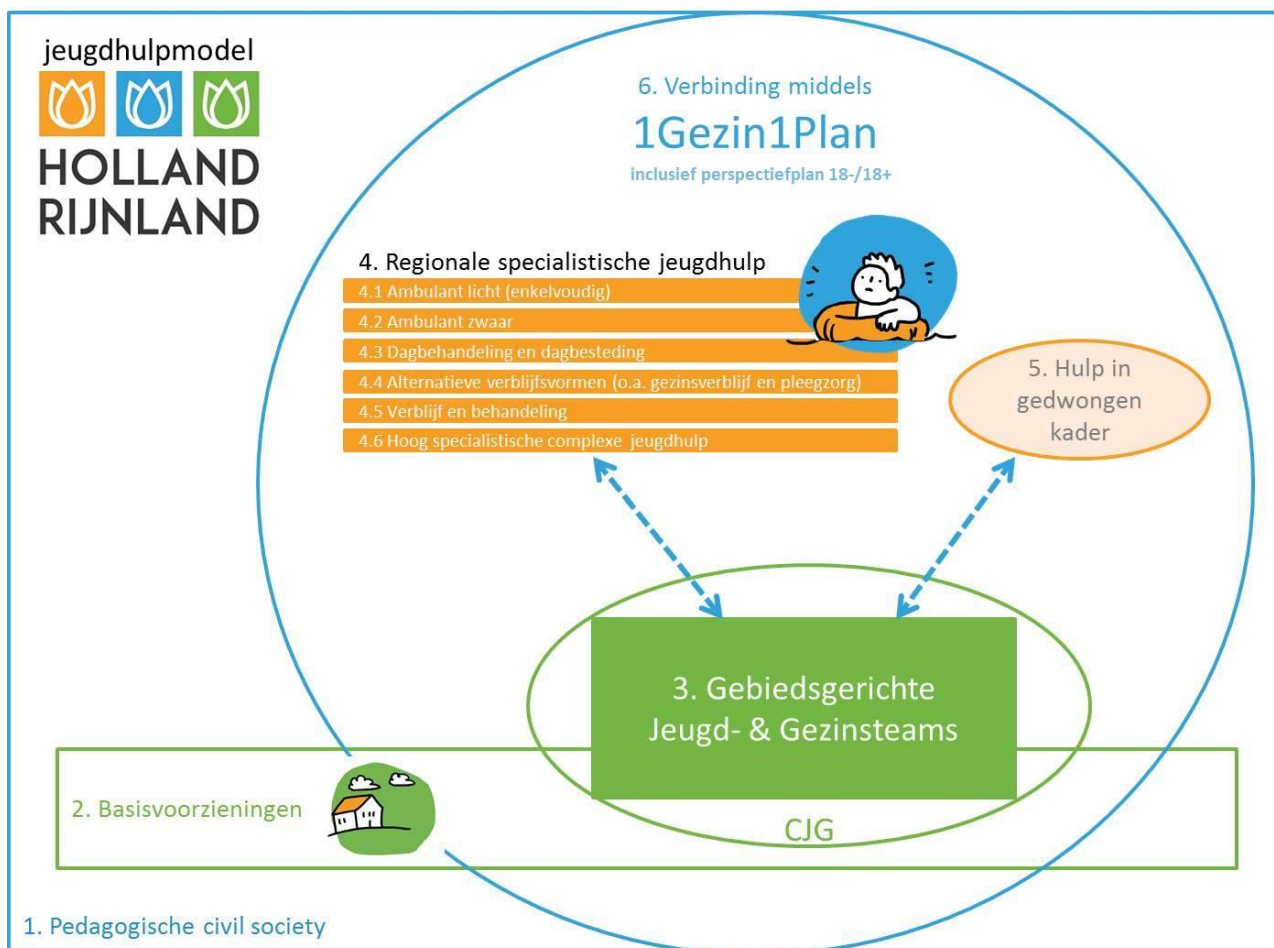 jeugdhulpmodel
HOLLAND
RIJNLAND
6. Verbinding middels
1Gezin1Plan
inclusief perspectiefplan 18-/18+
4. Regionale specialistische jeugdhulp
4.1 Ambulant licht (enkelvoudig)
4.2 Ambulant zwaar
4.3 Dagbehandeling en dagbesteding
4.4 Alternatieve verblijfsvormen (o.a. gezinsverblijf en pleegzorg)
4.5 Verblijf en behandeling
4.6 Hoog specialistische complexe jeugdhulp
5. Hulp in
gedwongen
kader
3. Gebiedsgerichte
Jeugd- & Gezinsteams
2. Basisvoorzieningen
CJG
1. Pedagogische civil society